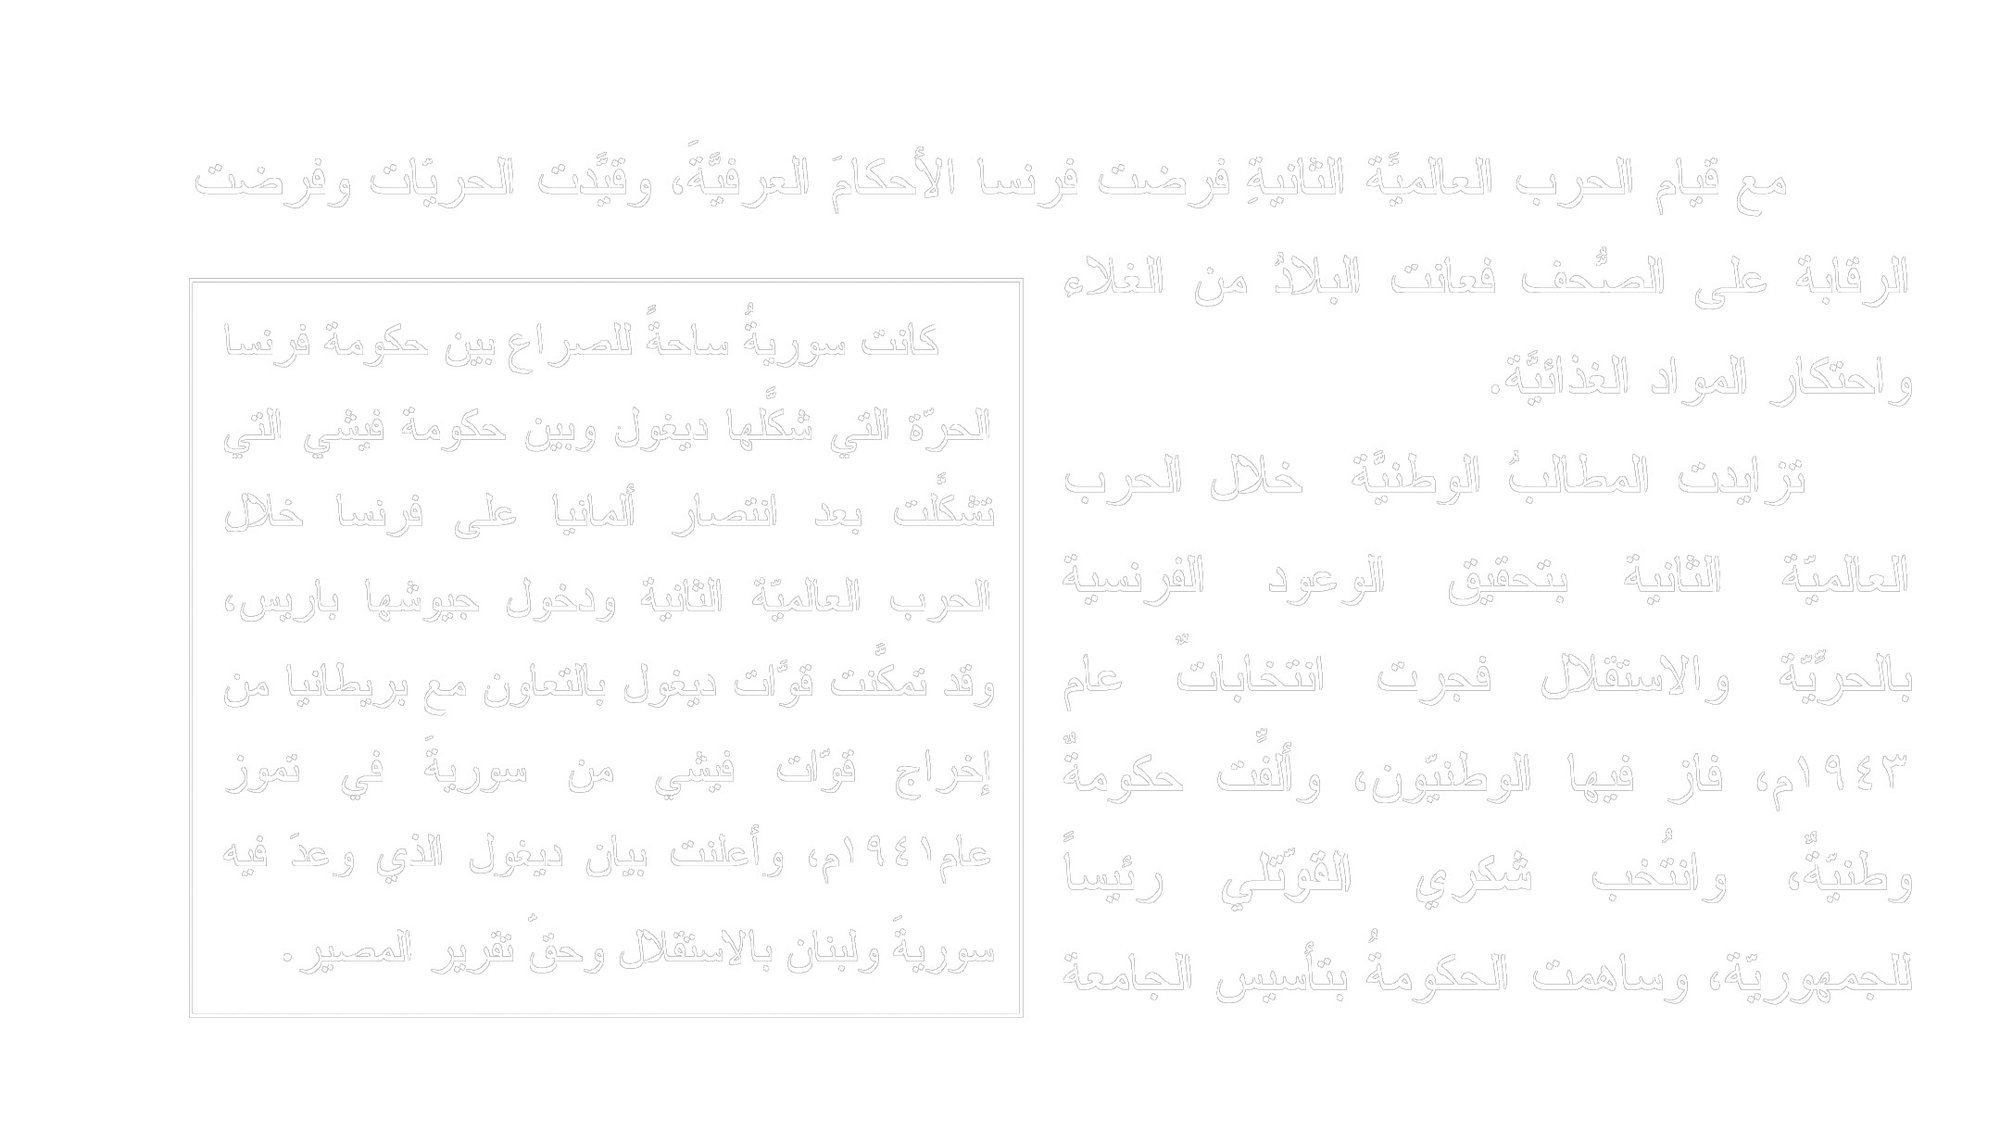 مع قيام الحرب العالميَّة الثانيةِ فرضت فرنسا الأحكامَ العرفيَّةَ، وقيَّدت الحريّات وفرضت
الرقابة على الصُّحف فعانت البلادُ من الغلاء
واحتكار المواد الغذائيَّة.
تزايدت المطالبُ الوطنيَّة خلال الحرب
العالميّة الثانية بتحقيق الوعود الفرنسية
بالحرِّيّة والاستقلال فجرت انتخاباتٌ عام
١٩٤٣م، فاز فيها الوطنيّون، وألِّفت حكومةٌ
وطنيّةٌ، وانتُخب شكري القوّتلي رئيساً
للجمهوريّة، وساهمت الحكومةُ بتأسيس الجامعة
كانت سوريةُ ساحةً للصراع بين حكومة فرنسا
الحرّة التي شكَّلها ديغول وبين حكومة فيشي التي
تشكَّلت بعد انتصار ألمانيا على فرنسا خلال
الحرب العالميّة الثانية ودخول جيوشها باريس،
وقد تمكَّنت قوَّات ديغول بالتعاون مع بريطانيا من
إخراج قوّات فيشي من سوريةَ في تموز
عام١٩٤١م، وأعلنت بيان ديغول الذي وعدَ فيه
سوريةَ ولبنان بالاستقلال وحقِّ تقرير المصير.